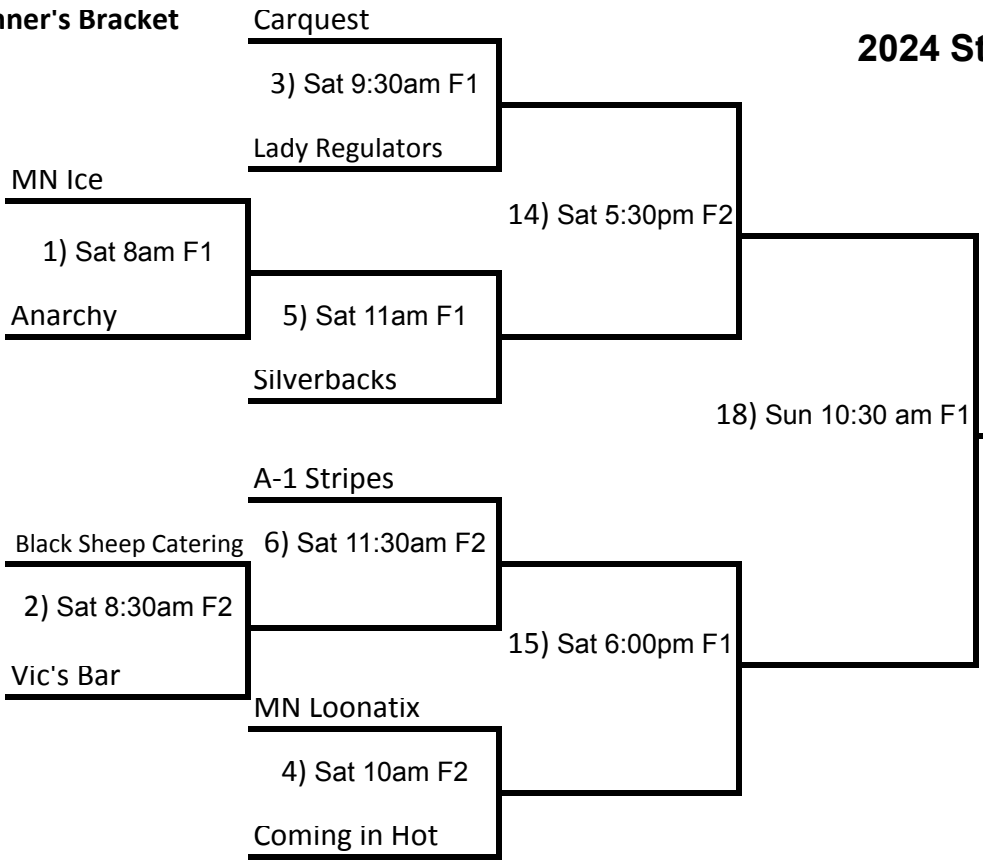 nner's Bracket
Carquest
2024 St
3) Sat 9:30am F1
Lady Regulators
MN Ice
14) Sat 5:30pm F2
1) Sat 8am F1
Anarchy
5) Sat 11am F1
Silverbacks
18) Sun 10:30 am F1
A-1 Stripes
Black Sheep Catering
6) Sat 11:30am F2
2) Sat 8:30am F2
15) Sat 6:00pm F1
Vic's Bar
MN Loonatix
4) Sat 10am F2
Coming in Hot